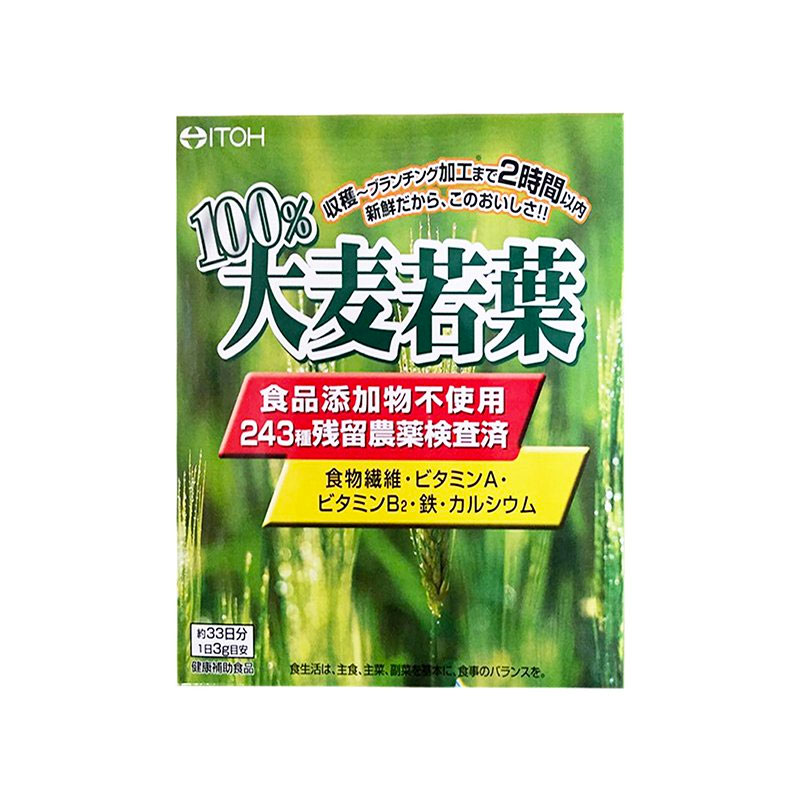 ITOH
収穫～ブランチング加工まで2時間以内
新鮮だから、このおいしさ!!
100%
大麦若葉
食品添加物不使用
243種残留農薬検査済
食物繊維・ビタミンA・
ビタミンB2・鉄・カルシウム
約33日分
1日3g目安
健康補助食品
食生活は、主食、主菜、副菜を基本に、食事のバランスを。